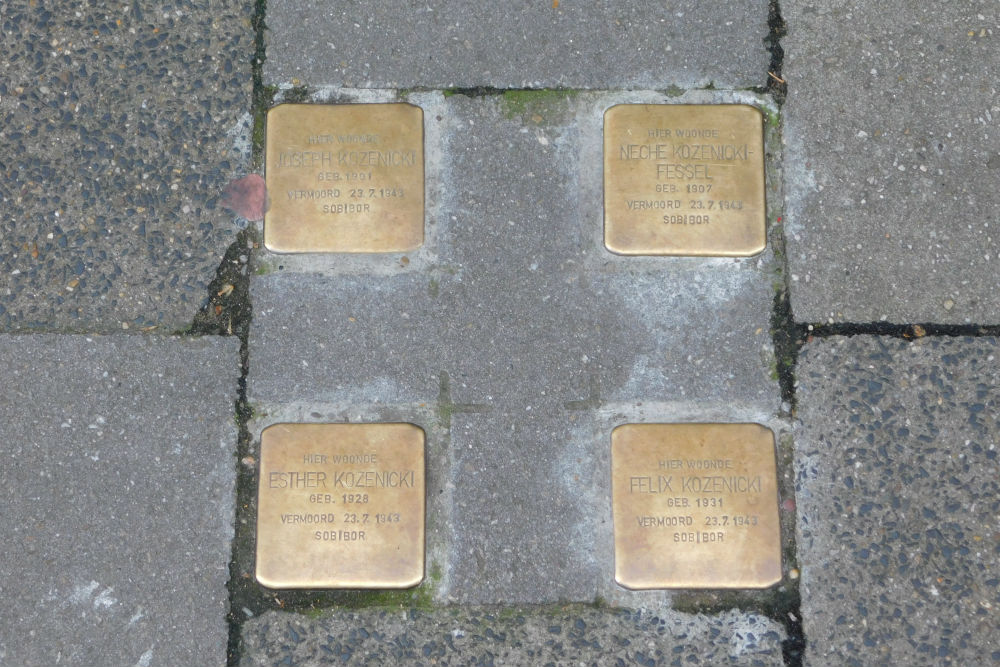 HIER WOONDE
JOSEPH KOZENICKI
GEB. 1901
VERMOORD 23.7.1943
SOBIBOR
HIER WOONDE
NECHE KOZENICKI-
FESSEL
GEB. 1907
VERMOORD 23.7.1943
SOBIBOR
HIER WOONDE
ESTHER KOZENICKI
GEB. 1928
VERMOORD 23.7.1943
SOBIBOR
HIER WOONDE
FELIX KOZENICKI
GEB. 1931
VERMOORD 23.7.1943
SOBIBOR